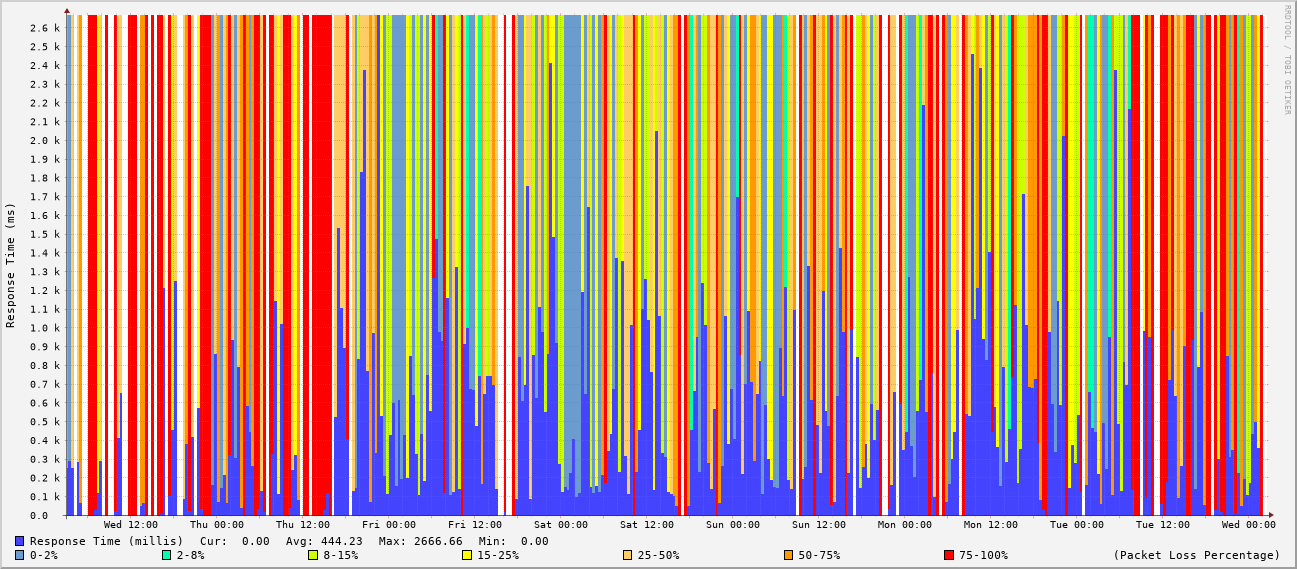 RRDTOOL / TOBI OETIKER
Response Time (ms)
2.6 k
2.5 k
2.4 k
2.3 k
2.2 k
2.1 k
2.0 k
1.9 k
1.8 k
1.7 k
1.6 k
1.5 k
1.4 k
1.3 k
1.2 k
1.1 k
1.0 k
0.9 k
0.8 k
0.7 k
0.6 k
0.5 k
0.4 k
0.3 k
0.2 k
0.1 k
0.0
Wed 12:00 Thu 00:00 Thu 12:00 Fri 00:00 Fri 12:00 Sat 00:00 Sat 12:00 Sun 00:00 Sun 12:00 Mon 00:00 Mon 12:00 Tue 00:00 Tue 12:00 Wed 00:00
Response Time (millis) Cur: 0.00 Avg: 444.23 Max: 2666.66 Min: 0.00
0-2% 2-8% 8-15% 15-25% 25-50% 50-75% 75-100% (Packet Loss Percentage)